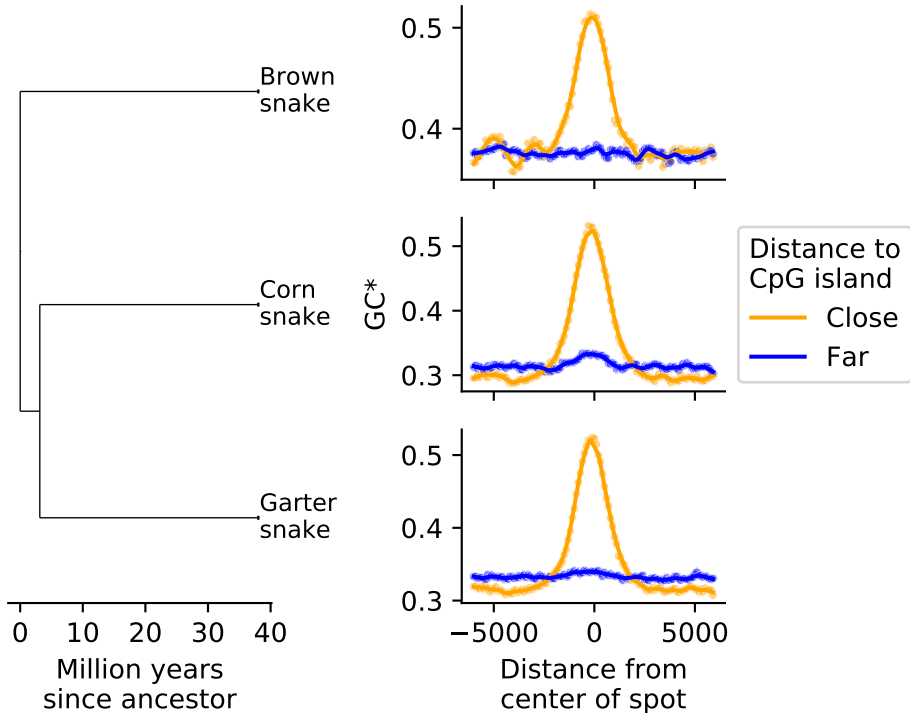 Brown
snake
Corn
snake
Garter
snake
0 10 20 30 40
Million years
since ancestor
0.5
0.4
0.5
0.4
0.3
0.5
0.4
0.3
GC*
−5000 0 5000
Distance from
center of spot
Distance to
CpG island
Close
Far